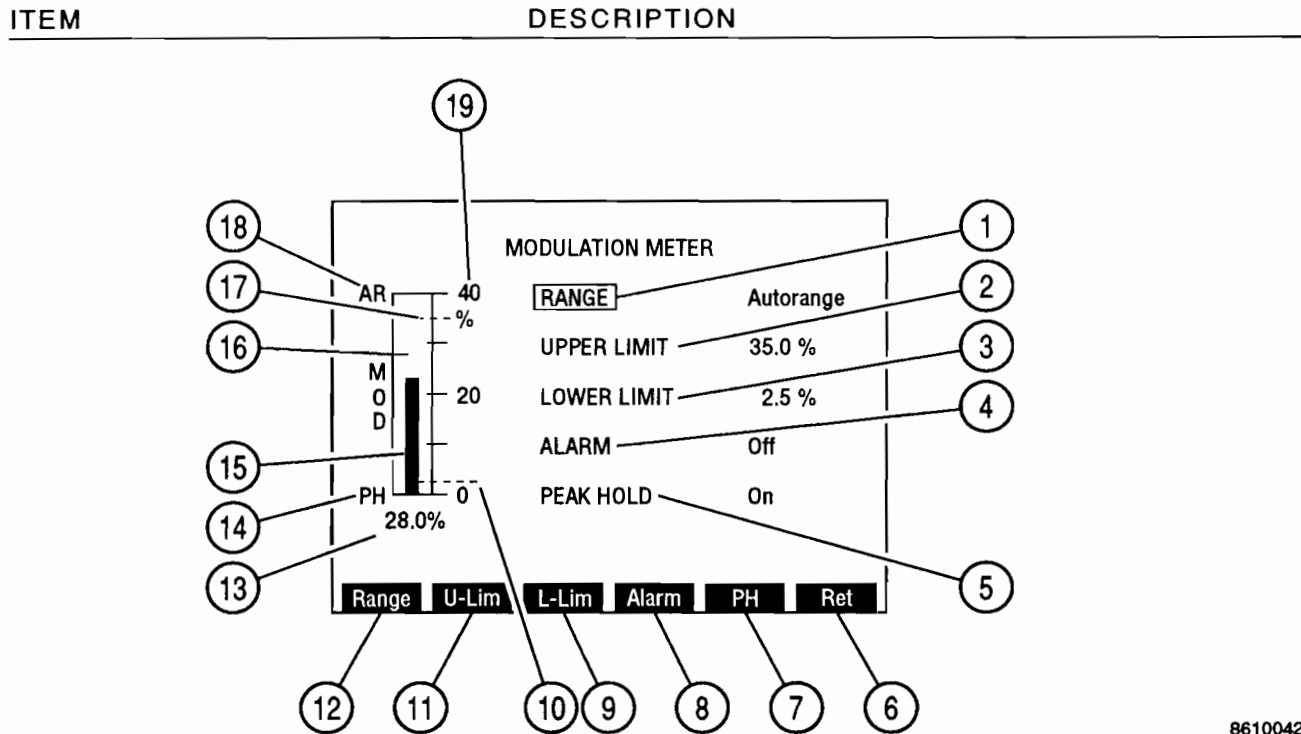 ITEM DESCRIPTION
19
18
1
MODULATION METER
17
AR 40 RANGE Autorange
2
%
16
UPPER LIMIT 35.0 %
3
M
O
D
20 LOWER LIMIT 2.5 %
4
15
ALARM Off
14
PH 0 PEAK HOLD On
28.0%
13
5
Range U-Lim L-Lim Alarm PH Ret
12 11 10 9 8 7 6
8610042